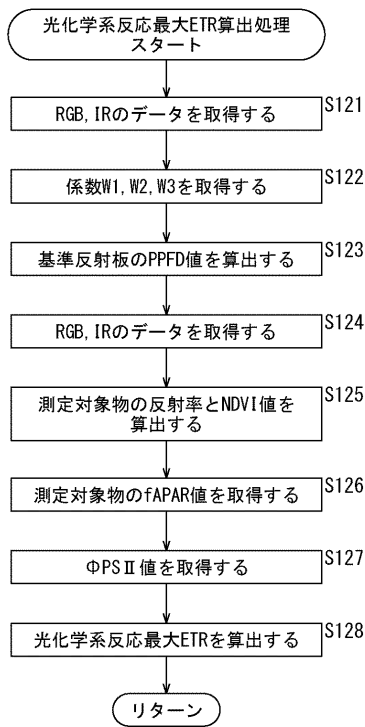 光化学系反応最大ETR算出処理
スタート
RGB, IRのデータを取得する
S121
係数W1, W2, W3を取得する
S122
基準反射板のPPFD値を算出する
S123
RGB, IRのデータを取得する
S124
測定対象物の反射率とNDVI値を
算出する
S125
測定対象物のfAPAR値を取得する
S126
ΦPSⅡ値を取得する
S127
光化学系反応最大ETRを算出する
S128
リターン